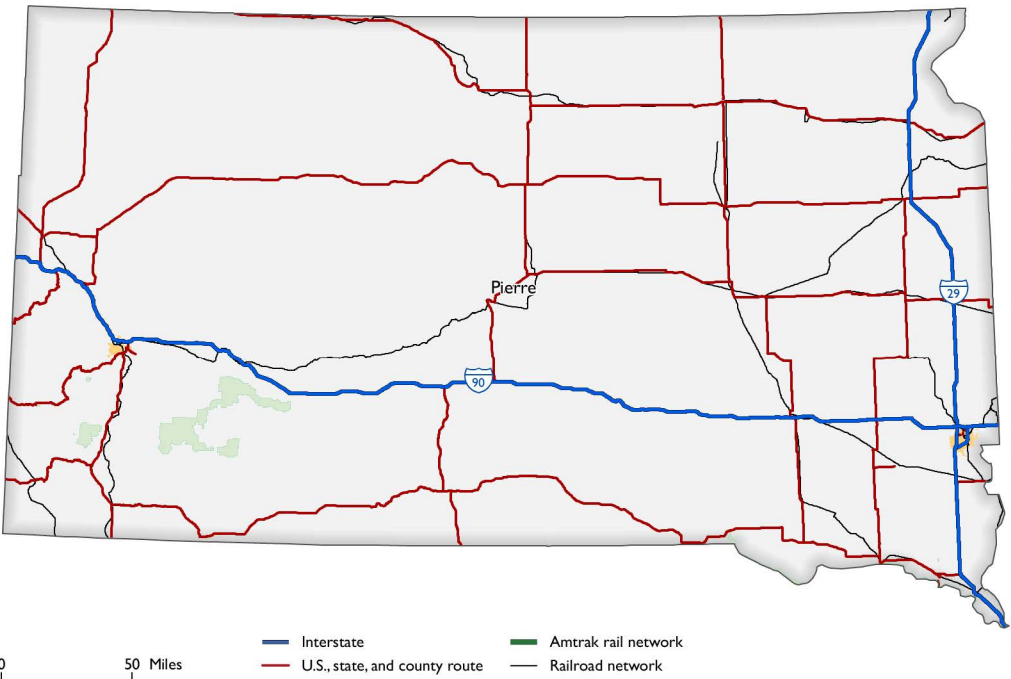 29
Pierre
90
Interstate
Amtrak rail network
0
50 Miles
U.S., state, and county route
Railroad network